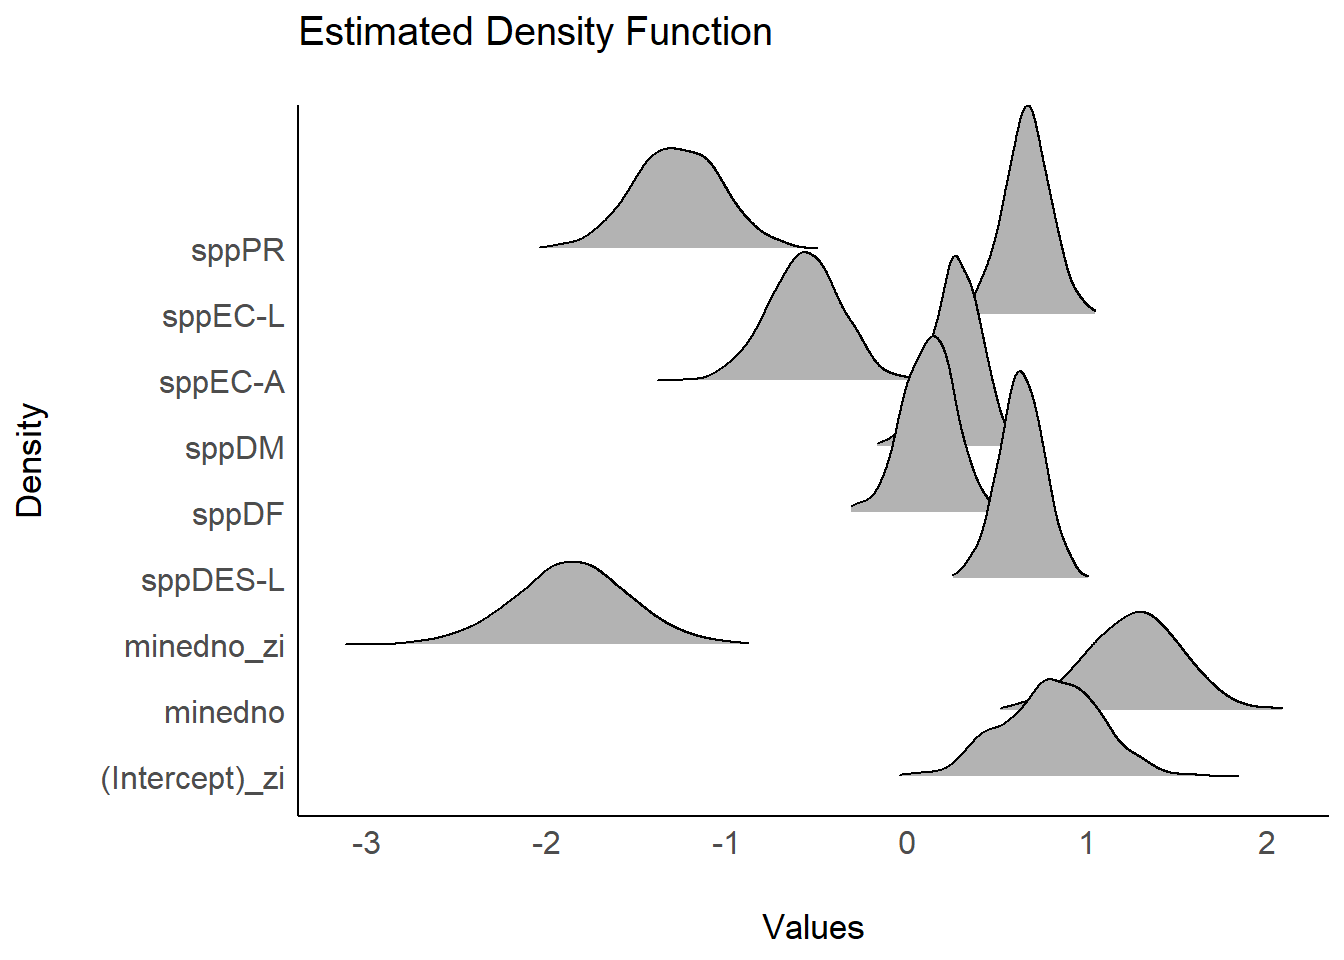 Estimated Density Function
sppPR
sppEC-L
sppEC-A
sppDM
sppDF
sppDES-L
minedno_zi
minedno
(Intercept)_zi
Density
-3 -2 -1 0 1 2
Values